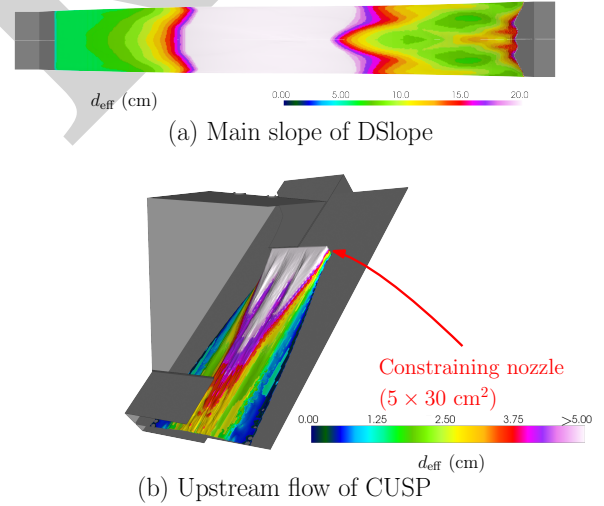 d_eff (cm)
0.00 5.00 10.0 15.0 20.0
(a) Main slope of DSlope
Constraining nozzle
(5 × 30 cm²)
0.00 1.25 2.50 3.75 >5.00
d_eff (cm)
(b) Upstream flow of CUSP